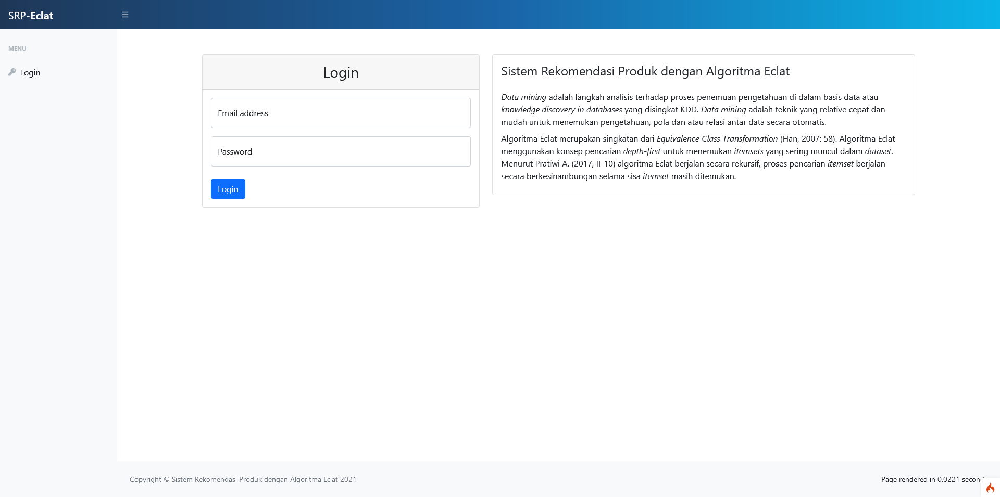 SRP-Eclat
MENU
Login
Login
Email address
Password
Login
Sistem Rekomendasi Produk dengan Algoritma Eclat
Data mining adalah langkah analisis terhadap proses penemuan pengetahuan di dalam basis data atau
knowledge discovery in databases yang disingkat KDD. Data mining adalah teknik yang relative cepat dan
mudah untuk menemukan pengetahuan, pola dan atau relasi antar data secara otomatis.
Algoritma Eclat merupakan singkatan dari Equivalence Class Transformation (Han, 2007: 58). Algoritma Eclat
menggunakan konsep pencarian depth-first untuk menemukan itemsets yang sering muncul dalam dataset.
Menurut Pratiwi A. (2017, II-10) algoritma Eclat berjalan secara rekursif, proses pencarian itemset berjalan
secara berkesinambungan selama sisa itemset masih ditemukan.
Copyright © Sistem Rekomendasi Produk dengan Algoritma Eclat 2021
Page rendered in 0.0221